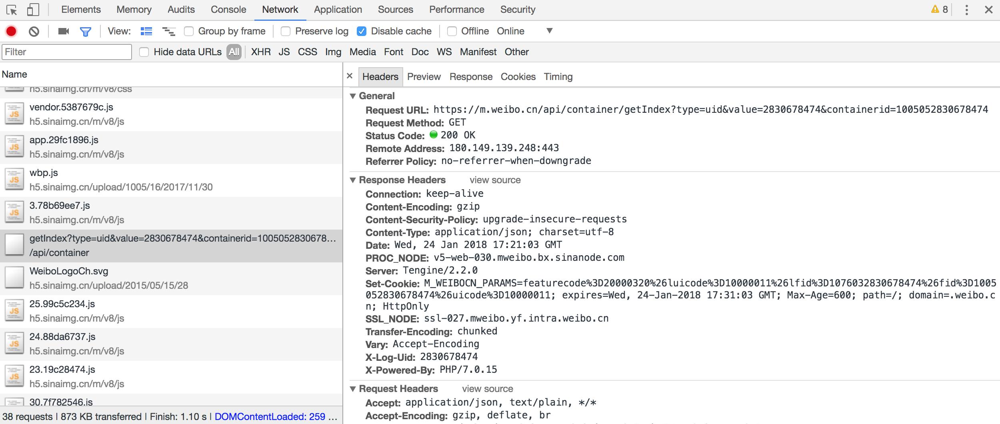 Elements Memory Audits Console Network Application Sources Performance Security 8
View: Group by frame Preserve log Disable cache Offline Online
Filter Hide data URLs All XHR JS CSS Img Media Font Doc WS Manifest Other
Name
h5.sinaimg.cn/m/v8/css
vendor.5387679c.js
h5.sinaimg.cn/m/v8/js
app.29fc1896.js
h5.sinaimg.cn/m/v8/js
wbp.js
h5.sinaimg.cn/upload/1005/16/2017/11/30
3.78b69ee7.js
h5.sinaimg.cn/m/v8/js
getIndex?type=uid&value=2830678474&containerid=10050528306​78…
/api/container
WeiboLogoCh.svg
h5.sinaimg.cn/upload/2015/05/15/28
25.99c5c234.js
h5.sinaimg.cn/m/v8/js
24.88da6737.js
h5.sinaimg.cn/m/v8/js
23.19c28474.js
h5.sinaimg.cn/m/v8/js
30.7f782546.js
38 requests | 873 KB transferred | Finish: 1.10 s | DOMContentLoaded: 259 …
× Headers Preview Response Cookies Timing
General
Request URL: https://m.weibo.cn/api/container/getIndex?type=uid&value=2830678474&containerid=1005052830678474
Request Method: GET
Status Code: 200 OK
Remote Address: 180.149.139.248:443
Referrer Policy: no-referrer-when-downgrade
Response Headers view source
Connection: keep-alive
Content-Encoding: gzip
Content-Security-Policy: upgrade-insecure-requests
Content-Type: application/json; charset=utf-8
Date: Wed, 24 Jan 2018 17:21:03 GMT
PROC_NODE: v5-web-030.mweibo.bx.sinanode.com
Server: Tengine/2.2.0
Set-Cookie: M_WEIBOCN_PARAMS=featurecode%3D20000320%26luicode%3D10000011%26lfid%3D1076032830678474%26fid%3D1005
052830678474%26uicode%3D10000011; expires=Wed, 24-Jan-2018 17:31:03 GMT; Max-Age=600; path=/; domain=.weibo.c
n; HttpOnly
SSL_NODE: ssl-027.mweibo.yf.intra.weibo.cn
Transfer-Encoding: chunked
Vary: Accept-Encoding
X-Log-Uid: 2830678474
X-Powered-By: PHP/7.0.15
Request Headers view source
Accept: application/json, text/plain, */*
Accept-Encoding: gzip, deflate, br